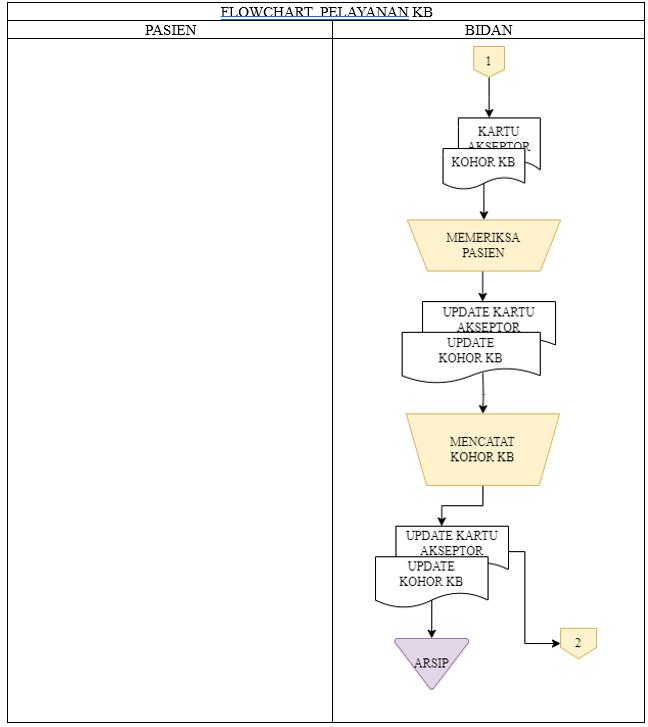 FLOWCHART PELAYANAN KB
PASIEN
BIDAN
1
KARTU
AKSEPTOR
KOHOR KB
MEMERIKSA
PASIEN
UPDATE KARTU
AKSEPTOR
UPDATE
KOHOR KB
MENCATAT
KOHOR KB
UPDATE KARTU
AKSEPTOR
UPDATE
KOHOR KB
2
ARSIP